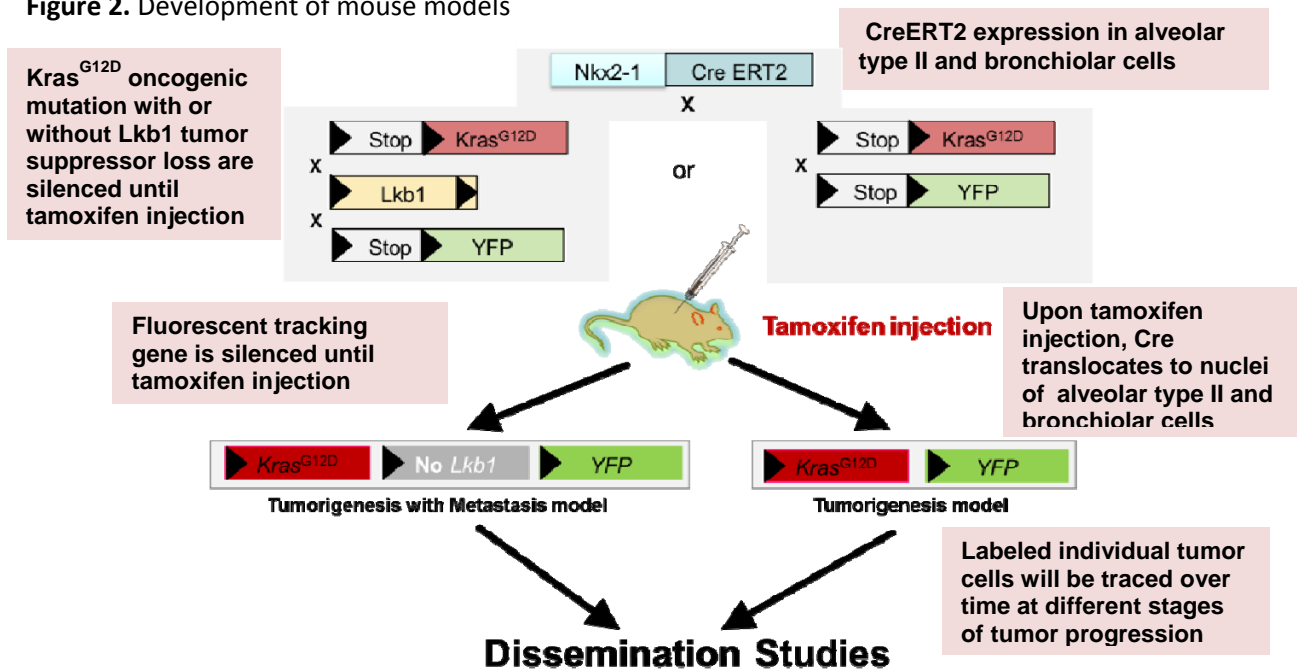 Figure 2. Development of mouse models
CreERT2 expression in alveolar
type II and bronchiolar cells
Kras^G12D oncogenic
mutation with or
without Lkb1 tumor
suppressor loss are
silenced until
tamoxifen injection
Nkx2-1 Cre ERT2
X
Stop Kras^G12D
X
Lkb1
X
Stop YFP
or
Stop Kras^G12D
X
Stop YFP
Fluorescent tracking
gene is silenced until
tamoxifen injection
Tamoxifen injection
Upon tamoxifen
injection, Cre
translocates to nuclei
of alveolar type II and
bronchiolar cells
Kras^G12D No Lkb1 YFP
Tumorigenesis with Metastasis model
Kras^G12D YFP
Tumorigenesis model
Labeled individual tumor
cells will be traced over
time at different stages
of tumor progression
Dissemination Studies